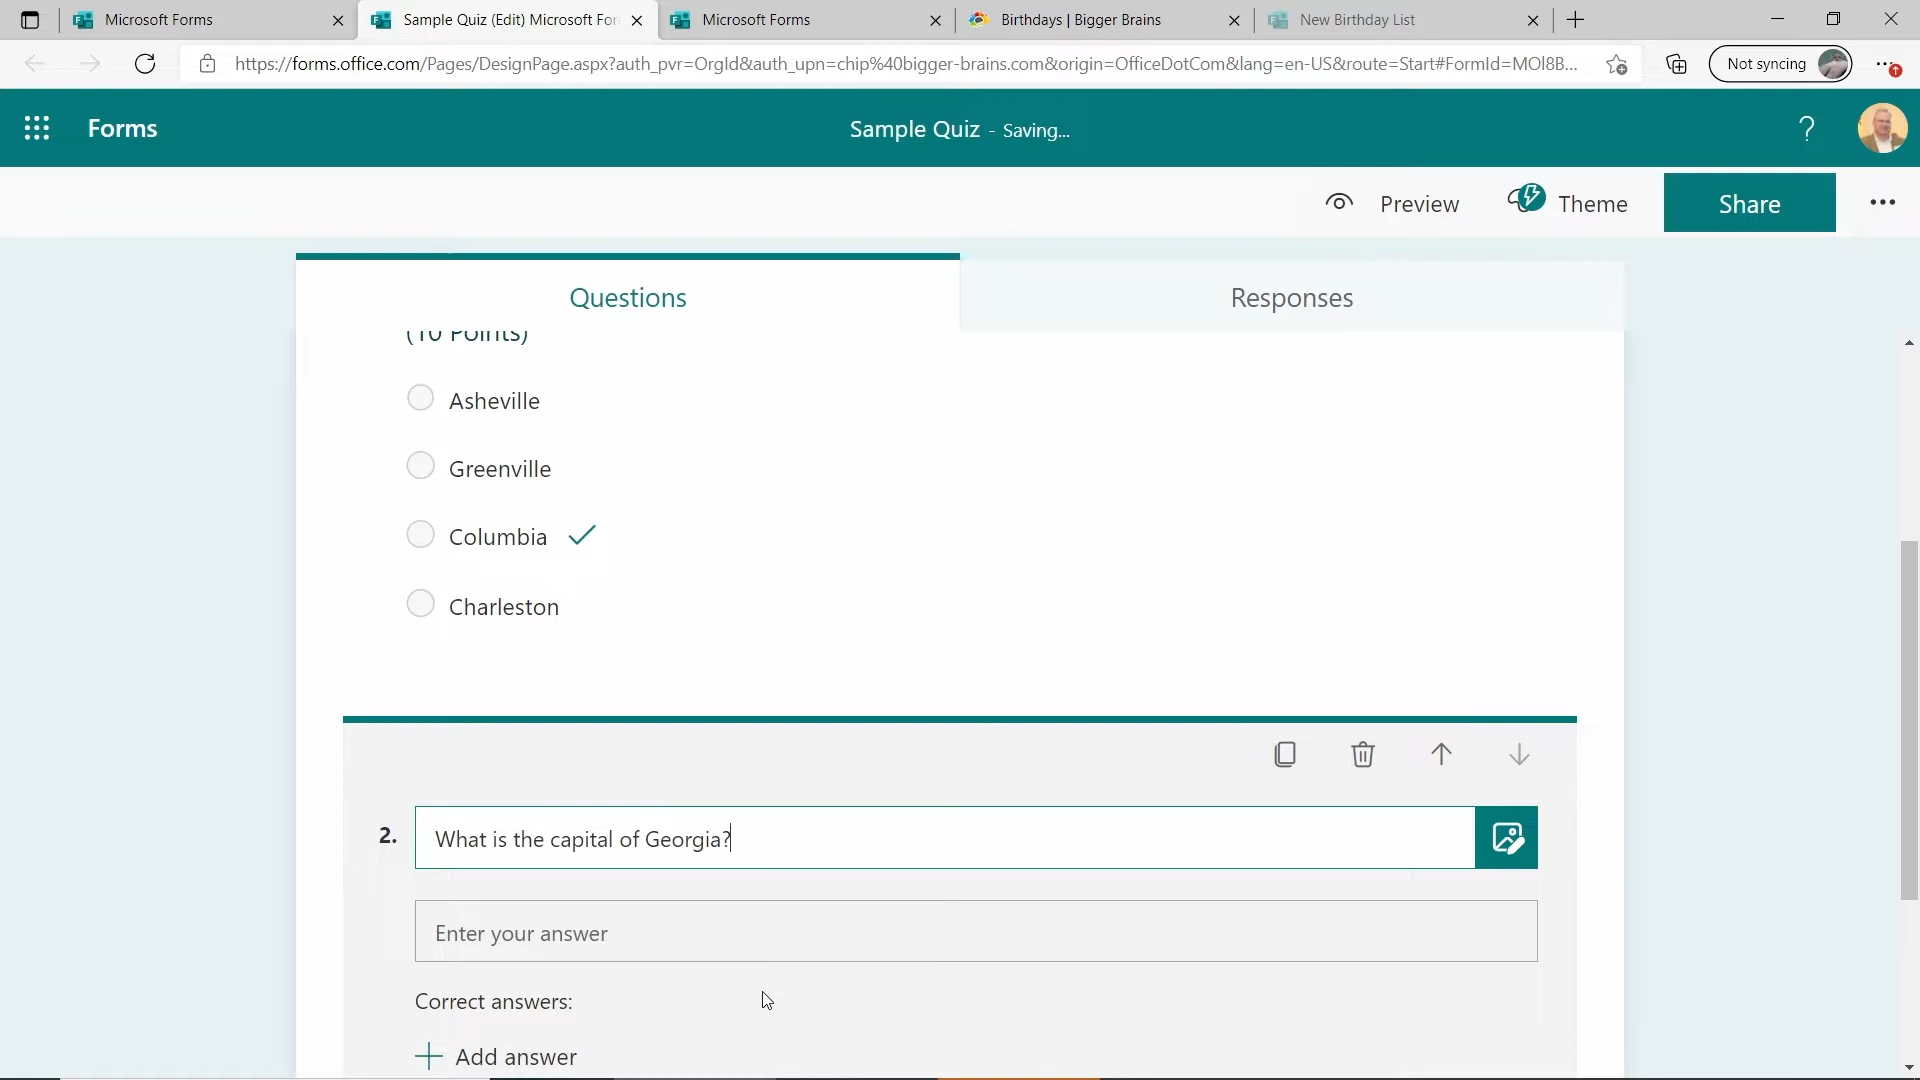 Microsoft Forms
Sample Quiz (Edit) Microsoft For
Microsoft Forms
Birthdays | Bigger Brains
New Birthday List
https://forms.office.com/Pages/DesignPage.aspx?auth_pvr=OrgId&auth_upn=chip%40bigger-brains.com&origin=OfficeDotCom&lang=en-US&route=Start#FormId=MOl8B...
Not syncing
Forms
Sample Quiz - Saving...
?
Preview
Theme
Share
Questions
Responses
(10 Points)
Asheville
Greenville
Columbia
Charleston
2.
What is the capital of Georgia?
Enter your answer
Correct answers:
Add answer